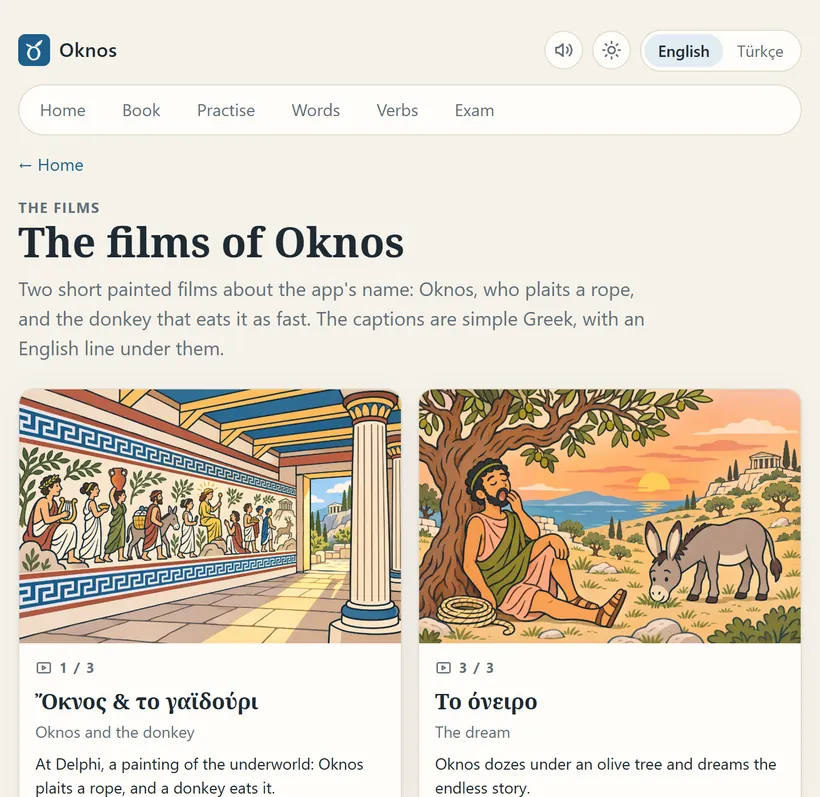 Oknos
English
Türkçe
Home
Book
Practise
Words
Verbs
Exam
← Home
THE FILMS
The films of Oknos
Two short painted films about the app's name: Oknos, who plaits a rope,
and the donkey that eats it as fast. The captions are simple Greek, with an
English line under them.
1 / 3
Ὄκνος & το γαϊδούρι
Oknos and the donkey
At Delphi, a painting of the underworld: Oknos
plaits a rope, and a donkey eats it.
3 / 3
Το όνειρο
The dream
Oknos dozes under an olive tree and dreams the
endless story.